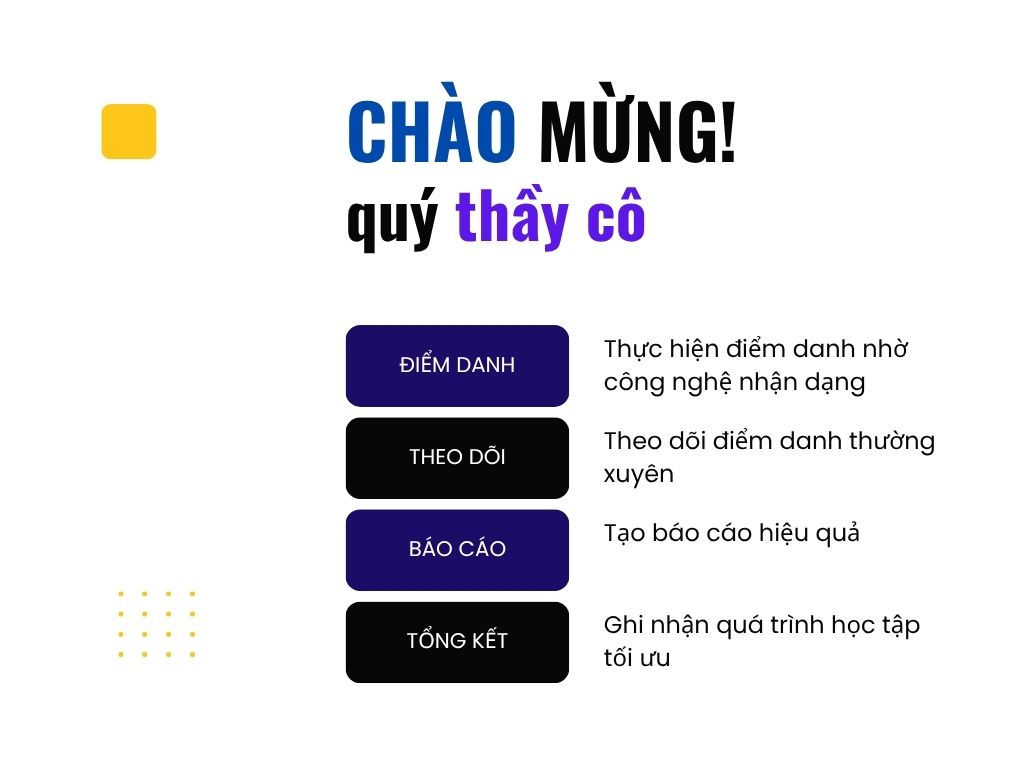 CHÀO MỪNG!
quý thầy cô
ĐIỂM DANH
Thực hiện điểm danh nhờ
công nghệ nhận dạng
THEO DÕI
Theo dõi điểm danh thường
xuyên
BÁO CÁO
Tạo báo cáo hiệu quả
TỔNG KẾT
Ghi nhận quá trình học tập
tối ưu